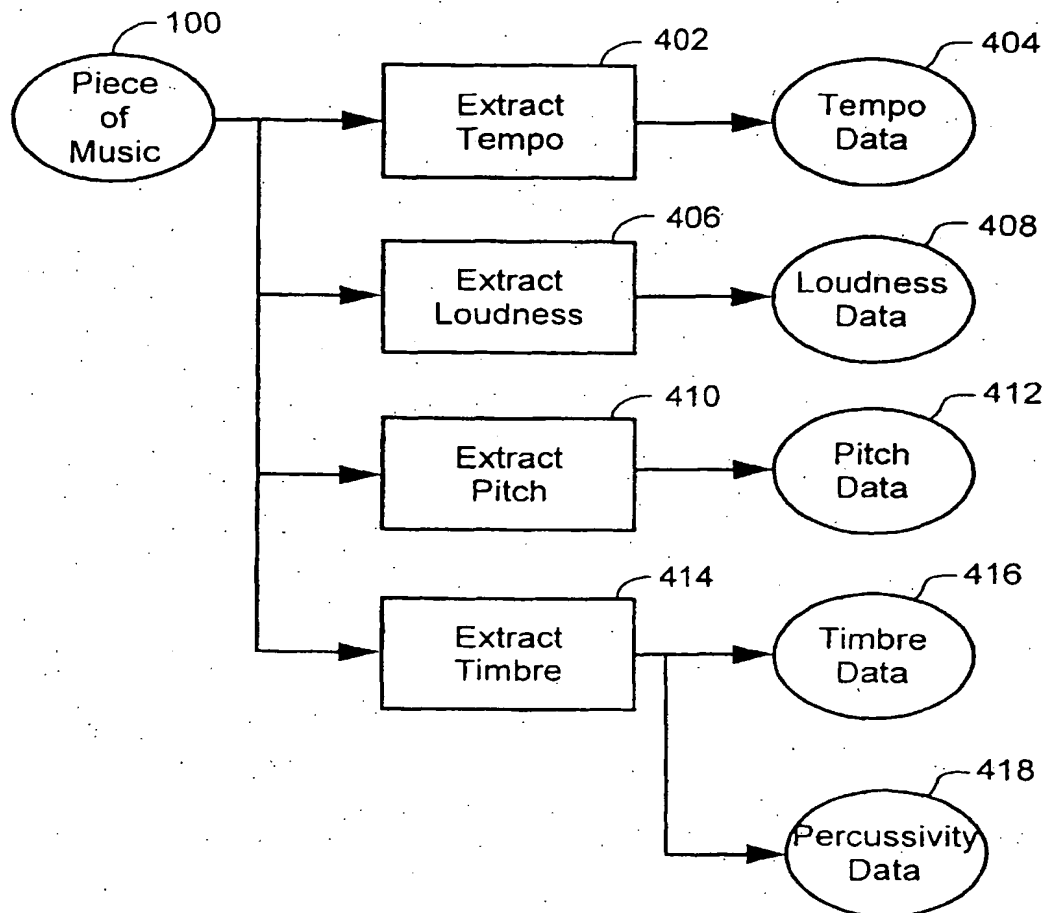 100
Piece
of
Music
402
Extract
Tempo
404
Tempo
Data
406
Extract
Loudness
408
Loudness
Data
410
Extract
Pitch
412
Pitch
Data
414
Extract
Timbre
416
Timbre
Data
418
Percussivity
Data